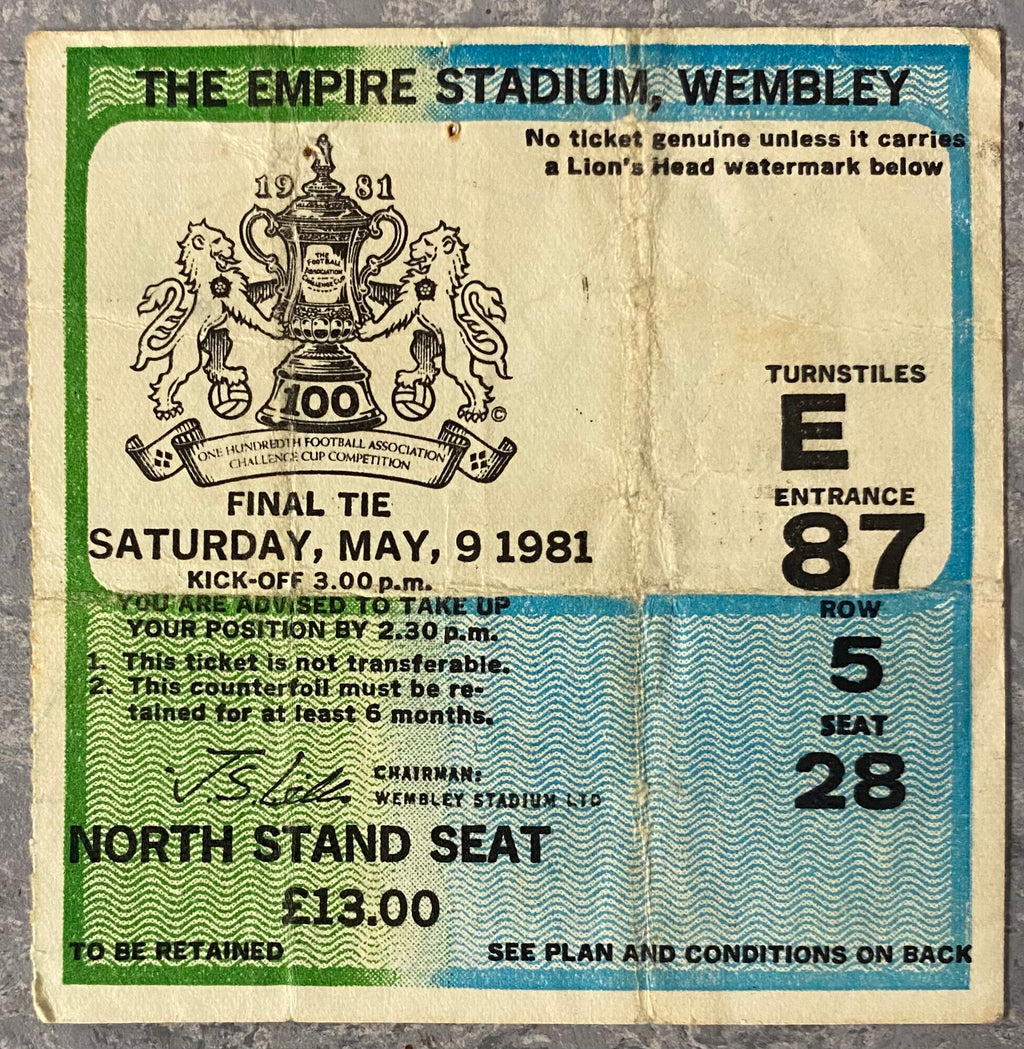 THE EMPIRE STADIUM, WEMBLEY
No ticket genuine unless it carries
a Lion's Head watermark below
1981
THE
FOOTBALL
ASSOCIATION
CHALLENGE CUP
100
©
ONE HUNDREDTH FOOTBALL ASSOCIATION
CHALLENGE CUP COMPETITION
FINAL TIE
SATURDAY, MAY, 9 1981
KICK-OFF 3.00 p.m.
YOU ARE ADVISED TO TAKE UP
YOUR POSITION BY 2.30 p.m.
1. This ticket is not transferable.
2. This counterfoil must be re-
tained for at least 6 months.
CHAIRMAN:
WEMBLEY STADIUM LTD
NORTH STAND SEAT
£13.00
TO BE RETAINED
TURNSTILES
E
ENTRANCE
87
ROW
5
SEAT
28
SEE PLAN AND CONDITIONS ON BACK